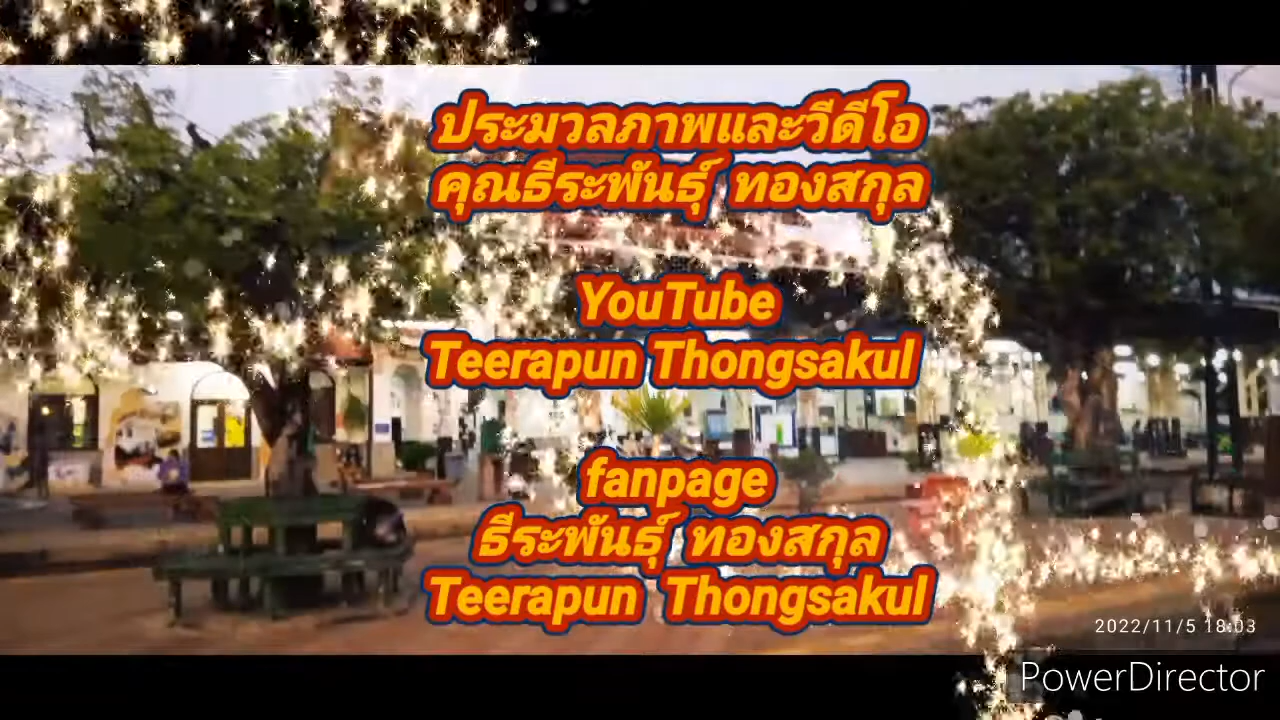 ประมวลภาพและวีดีโอ
คุณธีระพันธุ์ ทองสกุล
YouTube
Teerapun Thongsakul
fanpage
ธีระพันธุ์ ทองสกุล
Teerapun Thongsakul
2022/11/5 18:03
PowerDirector